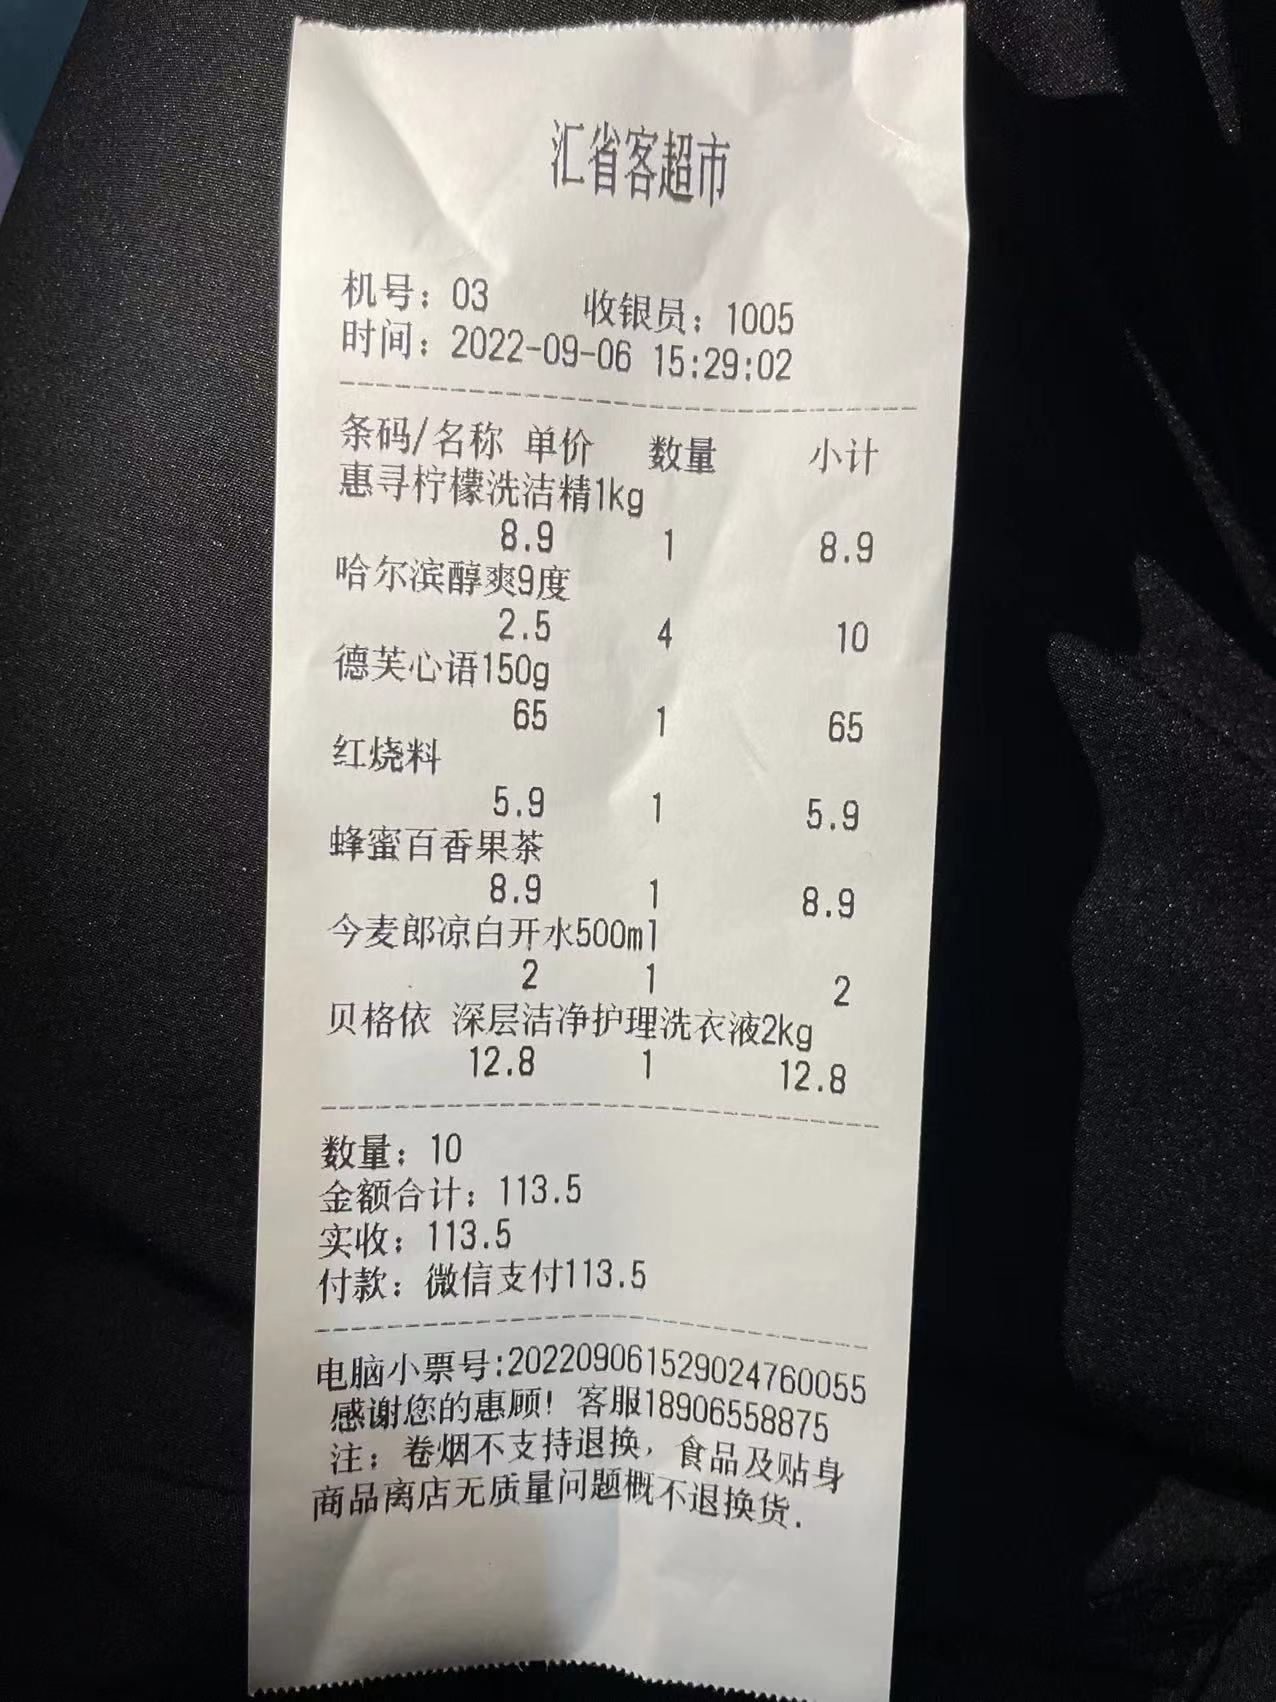 汇省客超市
机号：03 收银员：1005
时间：2022-09-06 15:29:02
条码/名称 单价 数量 小计
惠寻柠檬洗洁精1kg
8.9 1 8.9
哈尔滨醇爽9度
2.5 4 10
德芙心语150g
65 1 65
红烧料
5.9 1 5.9
蜂蜜百香果茶
8.9 1 8.9
今麦郎凉白开水500ml
2 1 2
贝格依 深层洁净护理洗衣液2kg
12.8 1 12.8
数量：10
金额合计：113.5
实收：113.5
付款：微信支付113.5
电脑小票号:202209061529024760055
感谢您的惠顾！客服18906558875
注：卷烟不支持退换，食品及贴身
商品离店无质量问题概不退换货.